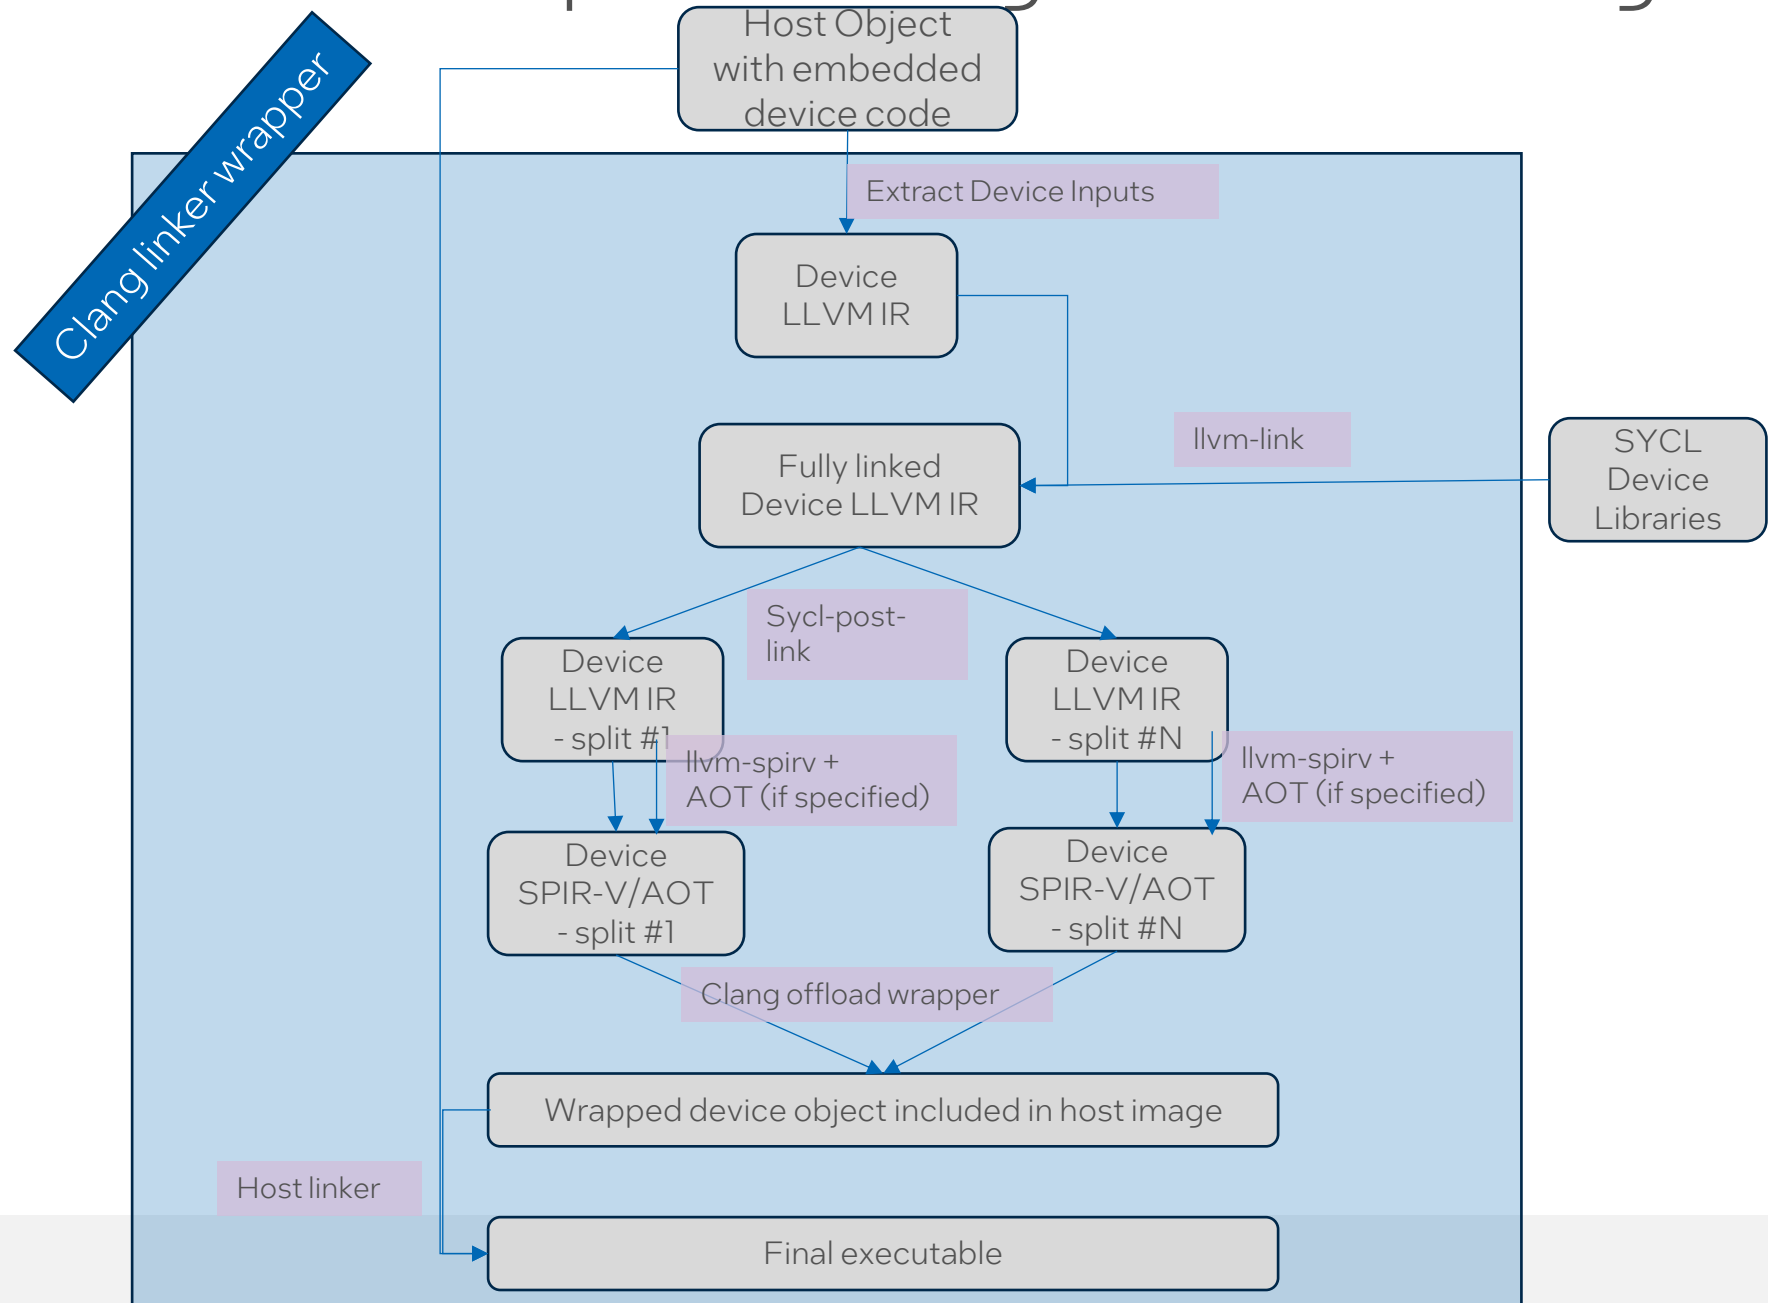 Host Object
with embedded
device code
Clang linker wrapper
Extract Device Inputs
Device
LLVM IR
llvm-link
Fully linked
Device LLVM IR
SYCL
Device
Libraries
Sycl-post-
link
Device
LLVM IR
- split #1
Device
LLVM IR
- split #N
llvm-spirv +
AOT (if specified)
llvm-spirv +
AOT (if specified)
Device
SPIR-V/AOT
- split #1
Device
SPIR-V/AOT
- split #N
Clang offload wrapper
Wrapped device object included in host image
Host linker
Final executable